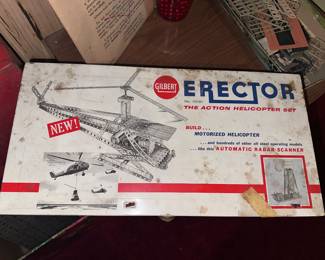 GILBERT
ERECTOR
THE ACTION HELICOPTER SET
NEW!
BUILD...
MOTORIZED HELICOPTER
...and hundreds of other all steel operating models
...like this AUTOMATIC RADAR SCANNER